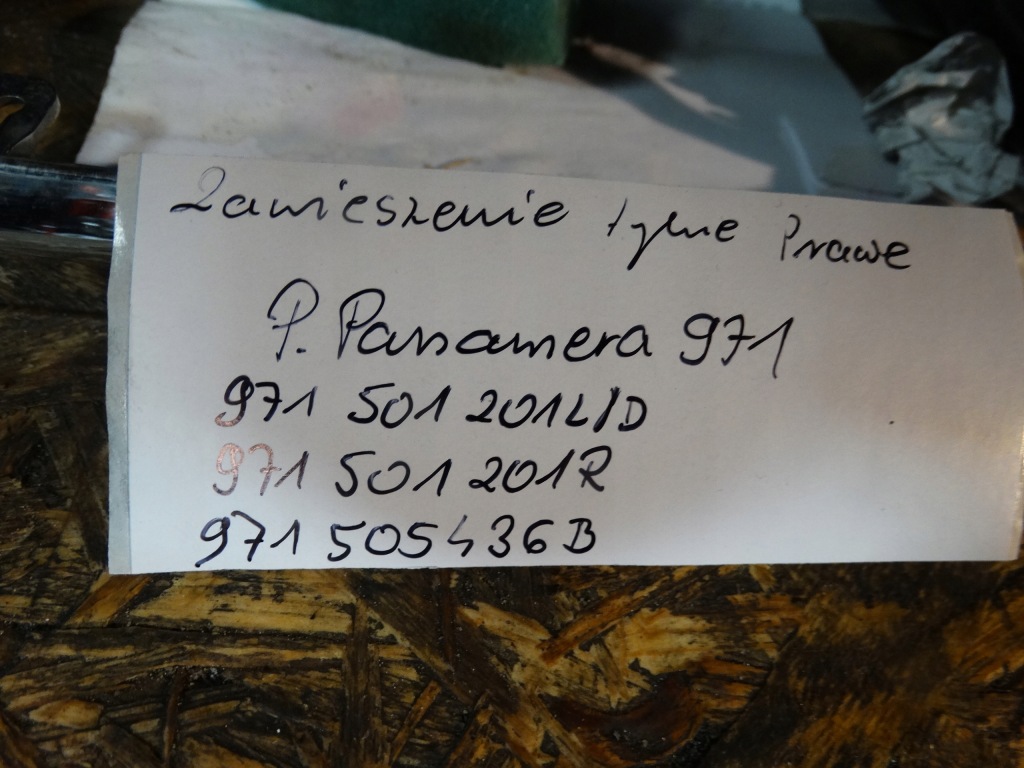 Zawieszenie tylne Prawe
P. Panamera 971
971 501 201L/D
971 501 201R
971 505 436B